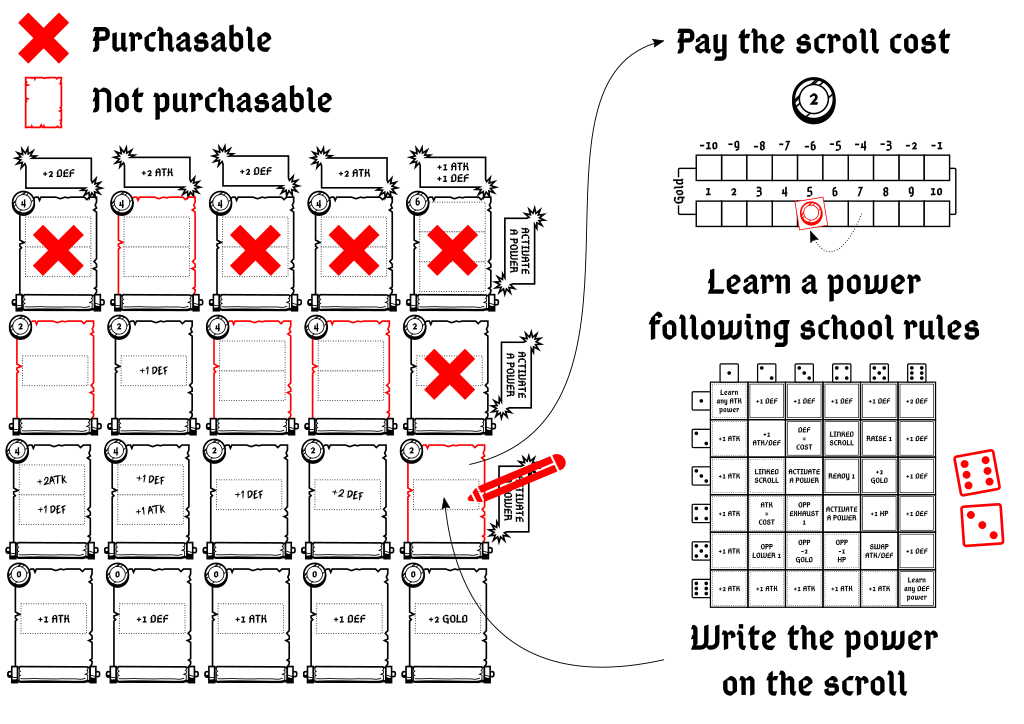 Purchasable
Not purchasable
+2 DEF
+2 ATK
+2 DEF
+2 ATK
+1 ATK
+1 DEF
4
4
4
4
6
ACTIVATE
A POWER
2
2
4
4
2
+1 DEF
ACTIVATE
A POWER
4
4
2
2
2
+2ATK
+1 DEF
+1 DEF
+1 ATK
+1 DEF
+2 DEF
ACTIVATE
POWER
0
0
0
0
0
+1 ATK
+1 DEF
+1 ATK
+1 DEF
+2 GOLD
Pay the scroll cost
2
-10 -9 -8 -7 -6 -5 -4 -3 -2 -1
Gold
1 2 3 4 5 6 7 8 9 10
Learn a power
following school rules
Learn
any ATK
power
+1 DEF
+1 DEF
+1 DEF
+1 DEF
+2 DEF
+1 ATK
+1
ATK/DEF
DEF
=
COST
LINKED
SCROLL
RAISE 1
+1 DEF
+1 ATK
LINKED
SCROLL
ACTIVATE
A POWER
READY 1
+2
GOLD
+1 DEF
+1 ATK
ATK
=
COST
OPP
EXHAUST
1
ACTIVATE
A POWER
+1 HP
+1 DEF
+1 ATK
OPP
LOWER 1
OPP
-2
GOLD
OPP
-1
HP
SWAP
ATK/DEF
+1 DEF
+2 ATK
+1 ATK
+1 ATK
+1 ATK
+1 ATK
Learn
any DEF
power
Write the power
on the scroll